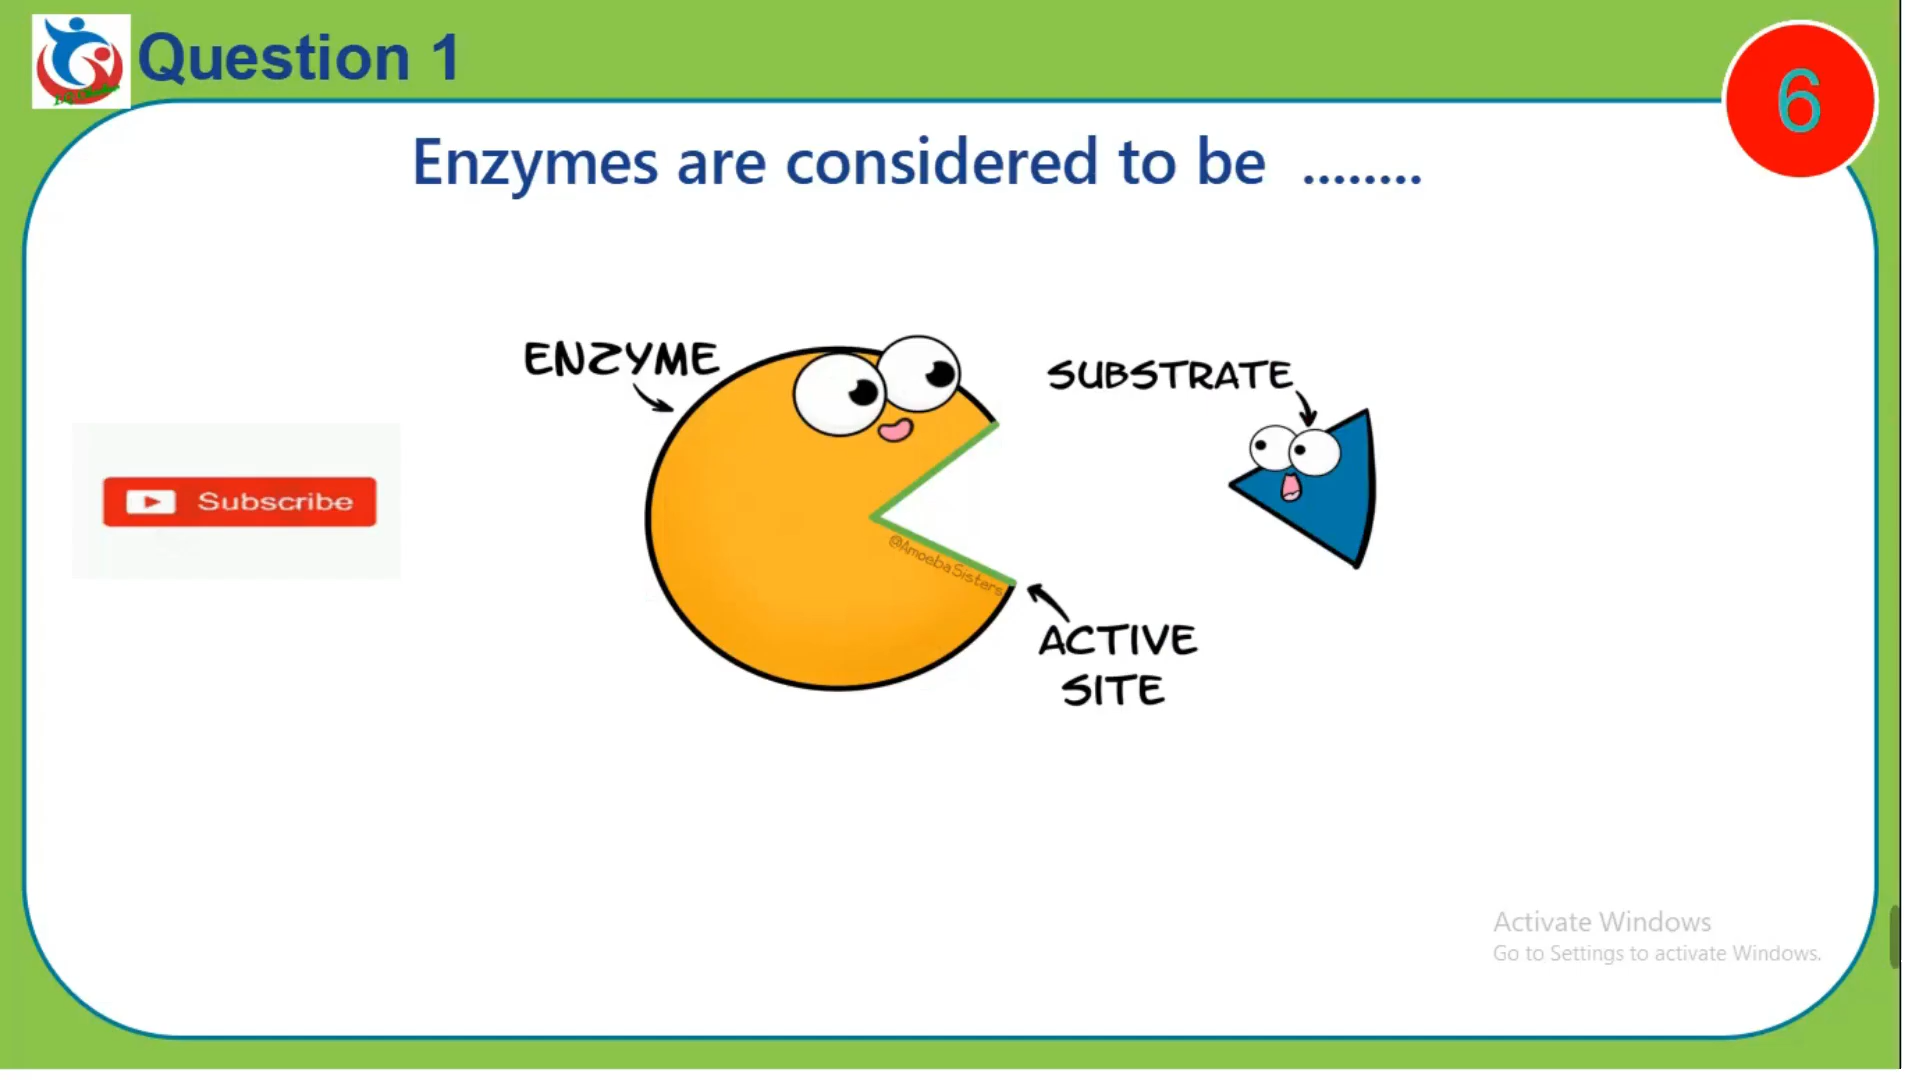 Question 1
6
Enzymes are considered to be ........
ENZYME
SUBSTRATE
Subscribe
@AmoebaSisters
ACTIVE
SITE
Activate Windows
Go to Settings to activate Windows.